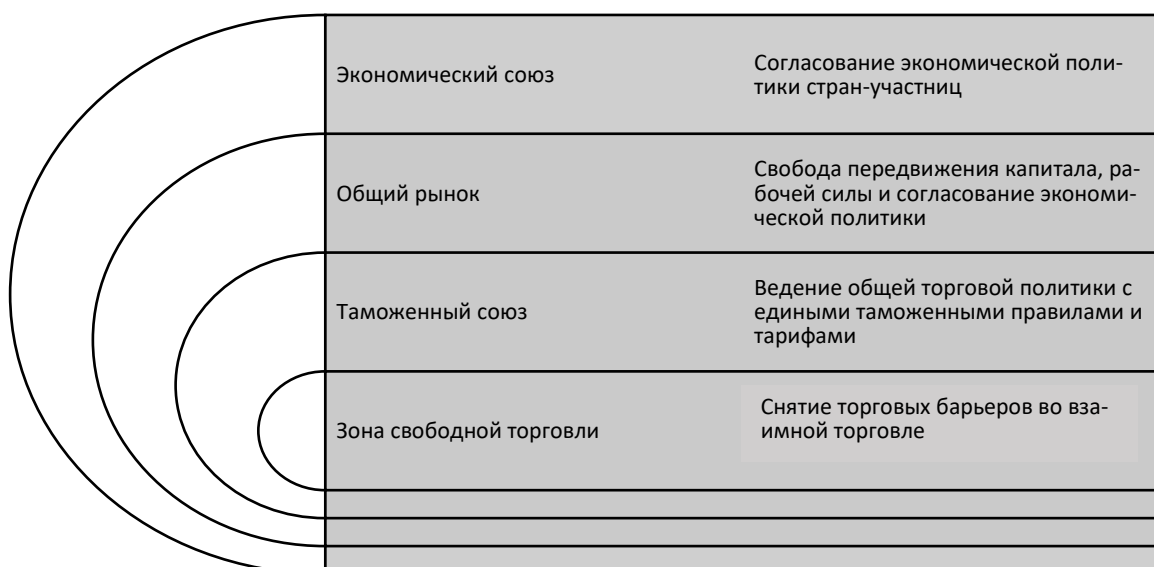 Экономический союз
Согласование экономической поли-
тики стран-участниц
Общий рынок
Свобода передвижения капитала, ра-
бочей силы и согласование экономи-
ческой политики
Таможенный союз
Ведение общей торговой политики с
едиными таможенными правилами и
тарифами
Зона свободной торговли
Снятие торговых барьеров во вза-
имной торговле